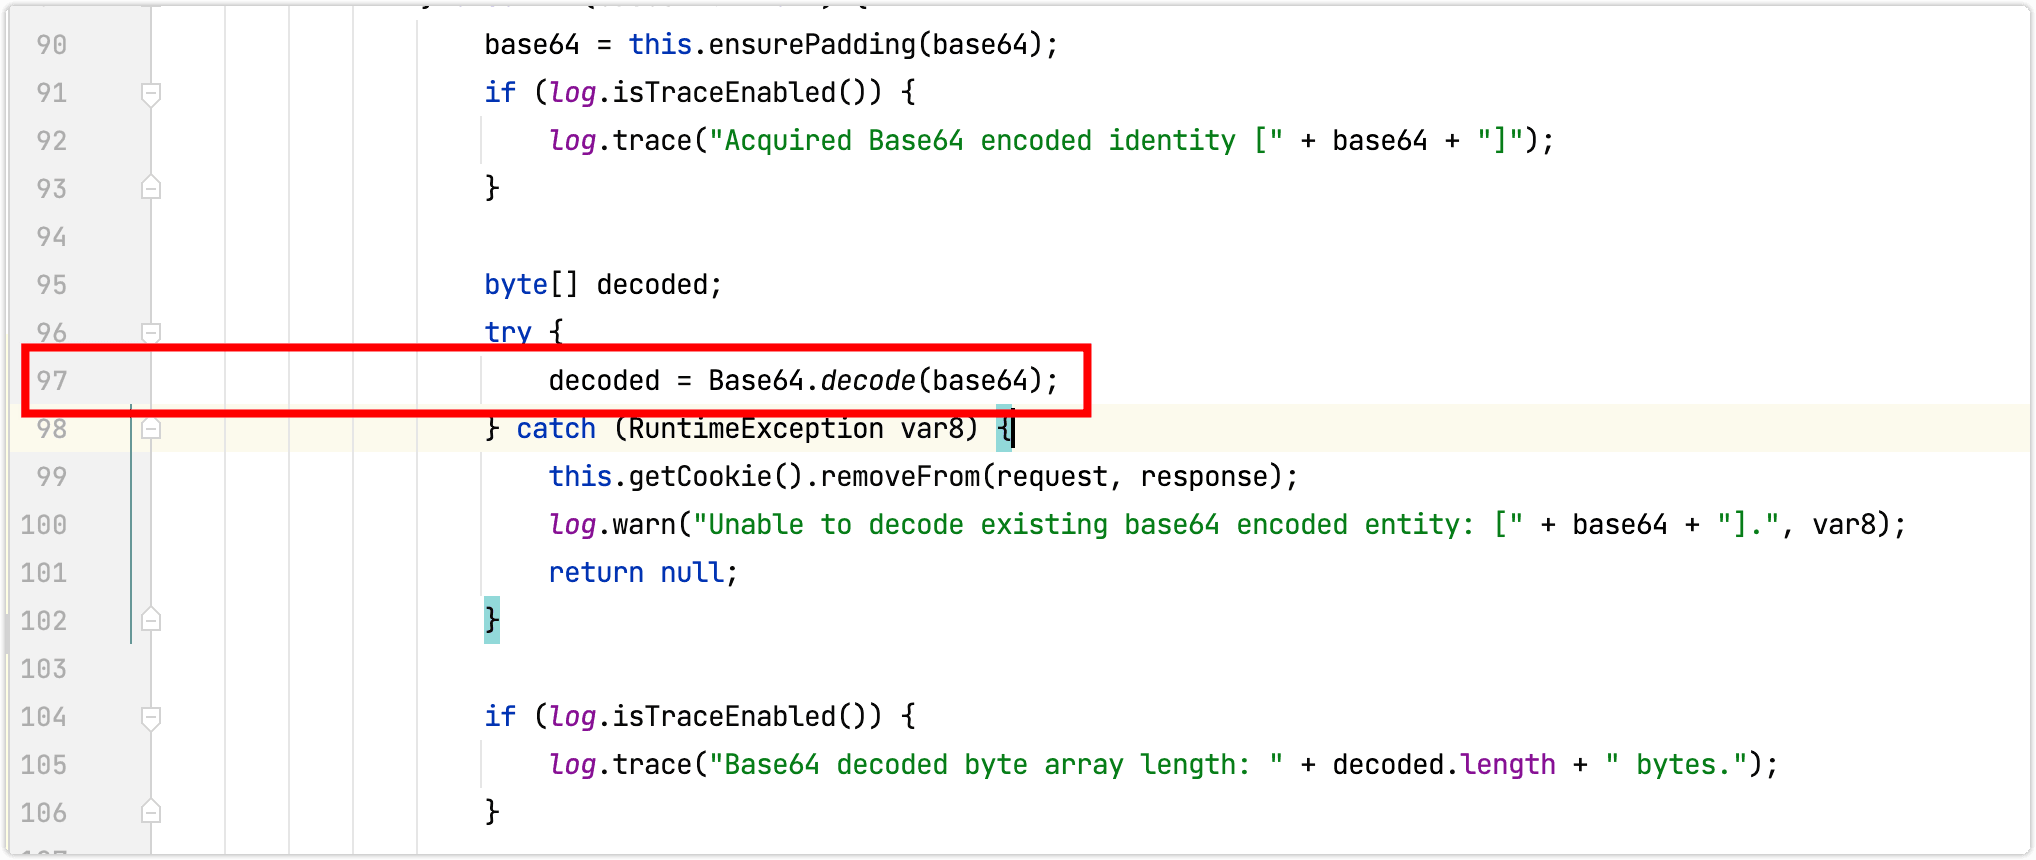 90 base64 = this.ensurePadding(base64);
91 if (log.isTraceEnabled()) {
92 log.trace("Acquired Base64 encoded identity [" + base64 + "]");
93 }
94
95 byte[] decoded;
96 try {
97 decoded = Base64.decode(base64);
98 } catch (RuntimeException var8) {
99 this.getCookie().removeFrom(request, response);
100 log.warn("Unable to decode existing base64 encoded entity: [" + base64 + "].", var8);
101 return null;
102 }
103
104 if (log.isTraceEnabled()) {
105 log.trace("Base64 decoded byte array length: " + decoded.length + " bytes.");
106 }